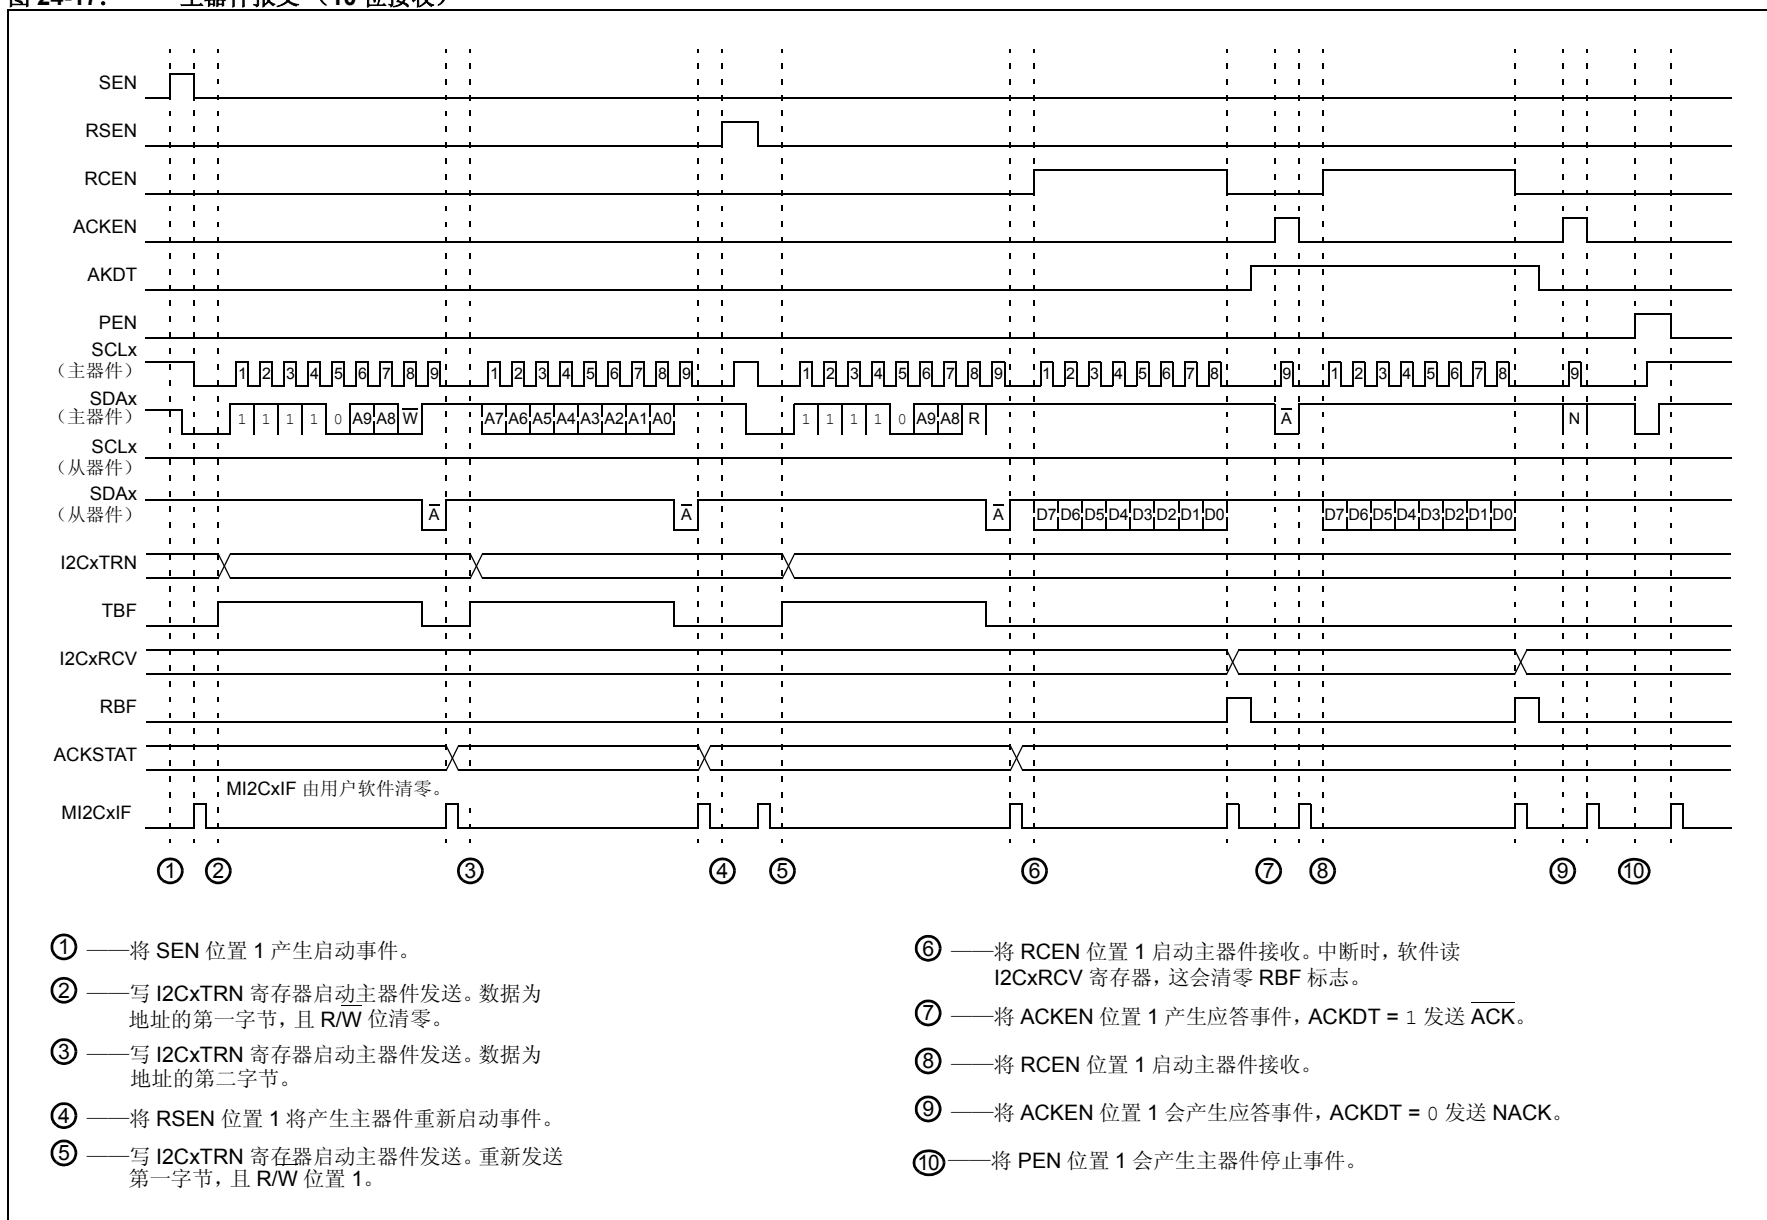 图 24-17： 主器件报文 （10 位接收）
SEN
RSEN
RCEN
ACKEN
AKDT
PEN
SCLx
（主器件）
1 2 3 4 5 6 7 8 9 1 2 3 4 5 6 7 8 9 1 2 3 4 5 6 7 8 9 1 2 3 4 5 6 7 8 9 1 2 3 4 5 6 7 8 9
SDAx
（主器件）
1 1 1 1 0 A9 A8 W̅ A7 A6 A5 A4 A3 A2 A1 A0 1 1 1 1 0 A9 A8 R A̅ N
SCLx
（从器件）
SDAx
（从器件）
A̅ A̅ A̅ D7 D6 D5 D4 D3 D2 D1 D0 D7 D6 D5 D4 D3 D2 D1 D0
I2CxTRN
TBF
I2CxRCV
RBF
ACKSTAT
MI2CxIF 由用户软件清零。
MI2CxIF
① ② ③ ④ ⑤ ⑥ ⑦ ⑧ ⑨ ⑩
① ——将 SEN 位置 1 产生启动事件。
② ——写 I2CxTRN 寄存器启动主器件发送。数据为
地址的第一字节，且 R/W̅ 位清零。
③ ——写 I2CxTRN 寄存器启动主器件发送。数据为
地址的第二字节。
④ ——将 RSEN 位置 1 将产生主器件重新启动事件。
⑤ ——写 I2CxTRN 寄存器启动主器件发送。重新发送
第一字节，且 R/W̅ 位置 1。
⑥ ——将 RCEN 位置 1 启动主器件接收。中断时，软件读
I2CxRCV 寄存器，这会清零 RBF 标志。
⑦ ——将 ACKEN 位置 1 产生应答事件，ACKDT = 1 发送 A̅C̅K̅。
⑧ ——将 RCEN 位置 1 启动主器件接收。
⑨ ——将 ACKEN 位置 1 会产生应答事件，ACKDT = 0 发送 NACK。
⑩ ——将 PEN 位置 1 会产生主器件停止事件。